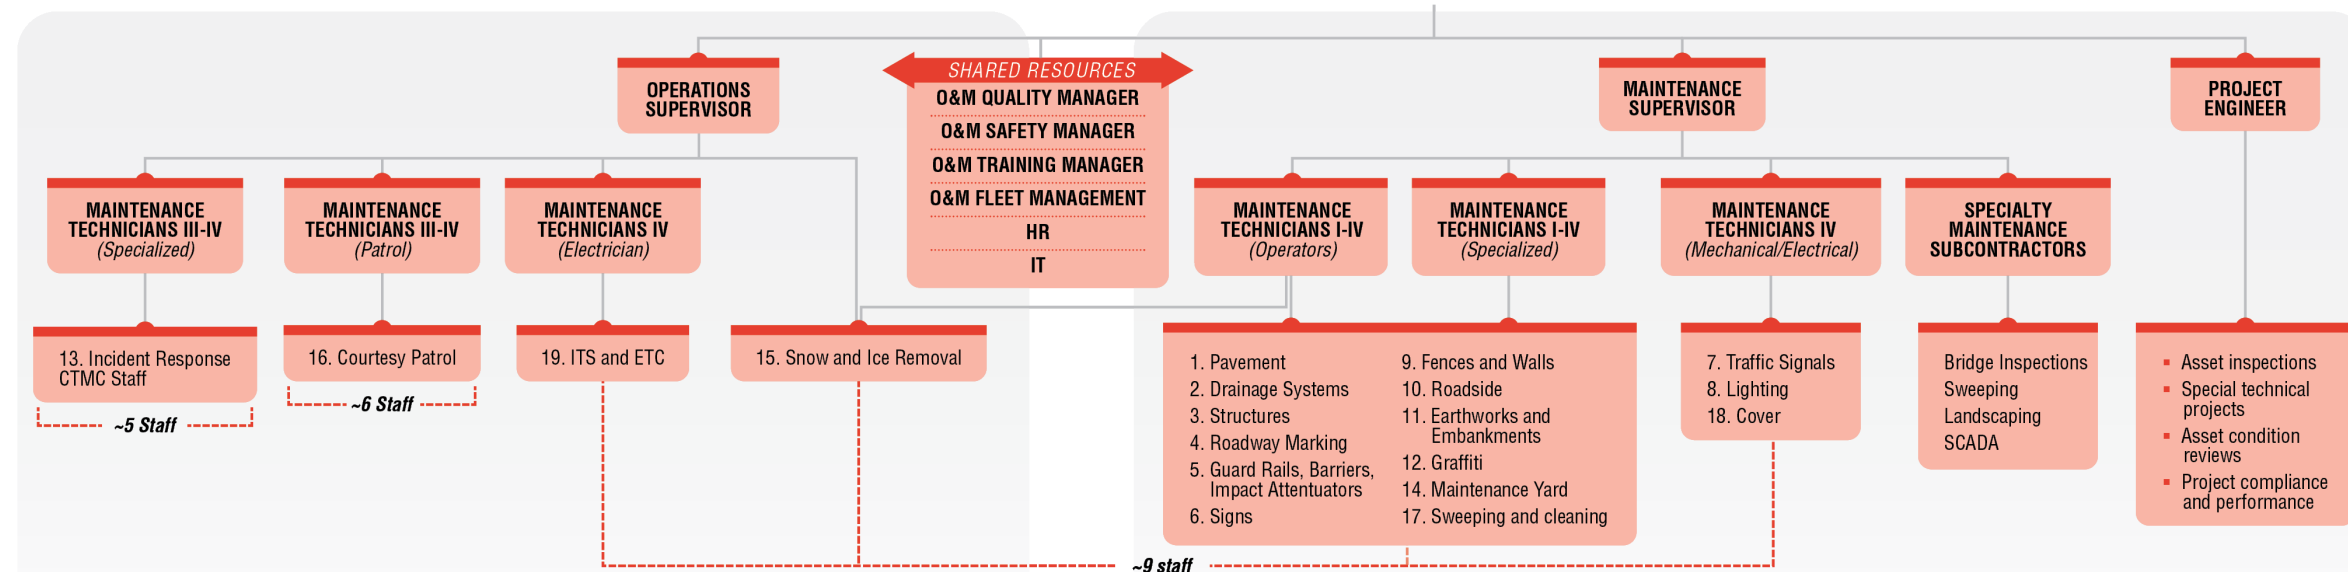 SHARED RESOURCES
O&M QUALITY MANAGER
O&M SAFETY MANAGER
O&M TRAINING MANAGER
O&M FLEET MANAGEMENT
HR
IT
OPERATIONS
SUPERVISOR
MAINTENANCE
SUPERVISOR
PROJECT
ENGINEER
MAINTENANCE
TECHNICIANS III-IV
(Specialized)
MAINTENANCE
TECHNICIANS III-IV
(Patrol)
MAINTENANCE
TECHNICIANS IV
(Electrician)
MAINTENANCE
TECHNICIANS I-IV
(Operators)
MAINTENANCE
TECHNICIANS I-IV
(Specialized)
MAINTENANCE
TECHNICIANS IV
(Mechanical/Electrical)
SPECIALTY
MAINTENANCE
SUBCONTRACTORS
13. Incident Response
CTMC Staff
~5 Staff
16. Courtesy Patrol
~6 Staff
19. ITS and ETC
15. Snow and Ice Removal
1. Pavement
2. Drainage Systems
3. Structures
4. Roadway Marking
5. Guard Rails, Barriers,
Impact Attentuators
6. Signs
9. Fences and Walls
10. Roadside
11. Earthworks and
Embankments
12. Graffiti
14. Maintenance Yard
17. Sweeping and cleaning
7. Traffic Signals
8. Lighting
18. Cover
Bridge Inspections
Sweeping
Landscaping
SCADA
▪ Asset inspections
▪ Special technical
projects
▪ Asset condition
reviews
▪ Project compliance
and performance
~9 staff